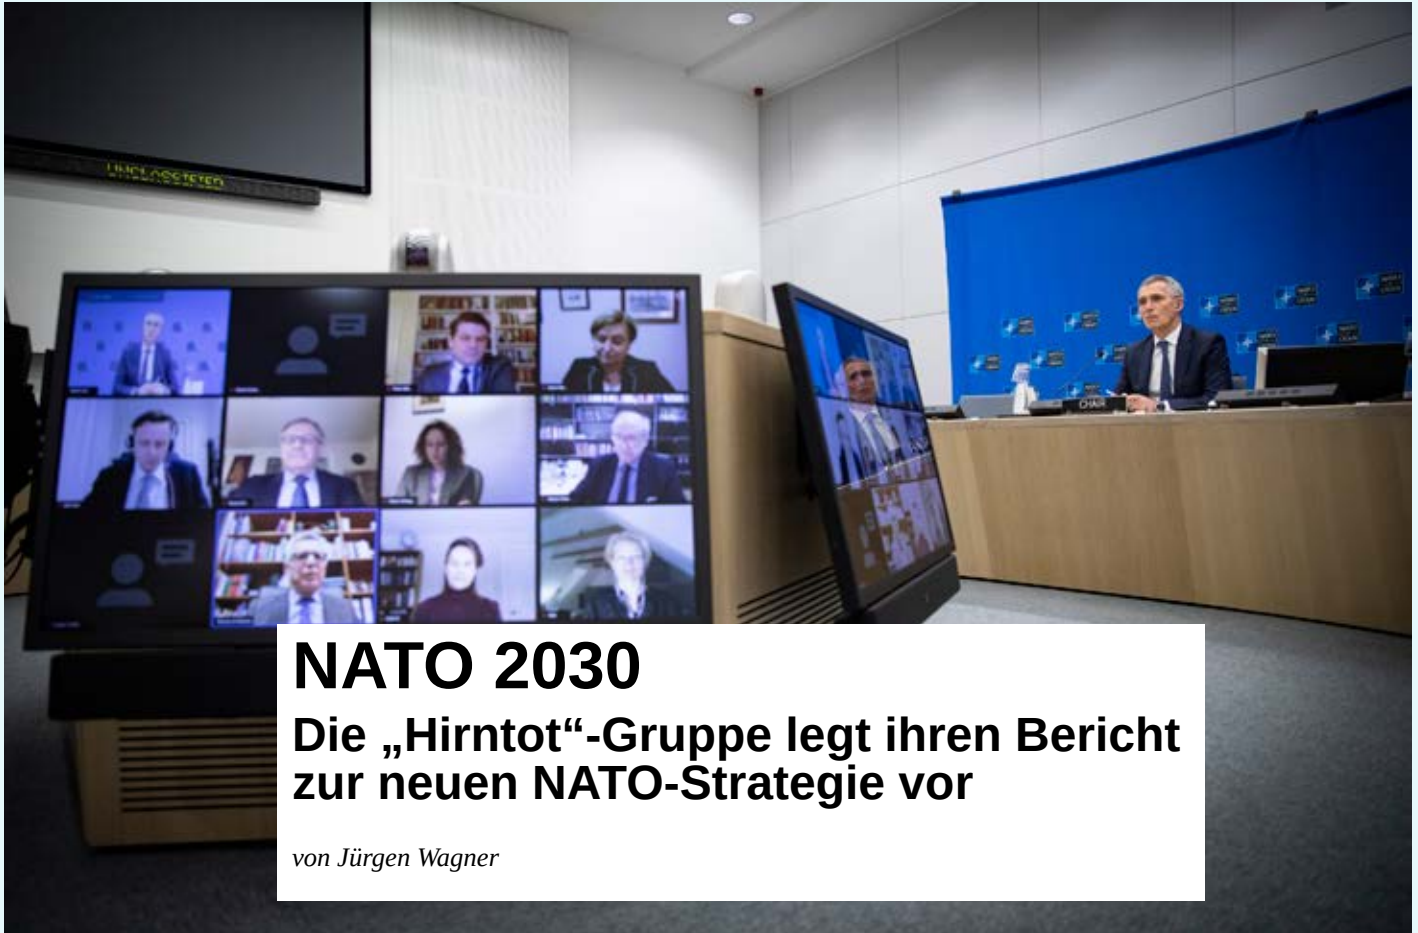 UNCLASSIFIED
CHAIR
NATO 2030
Die „Hirntot“-Gruppe legt ihren Bericht
zur neuen NATO-Strategie vor
von Jürgen Wagner